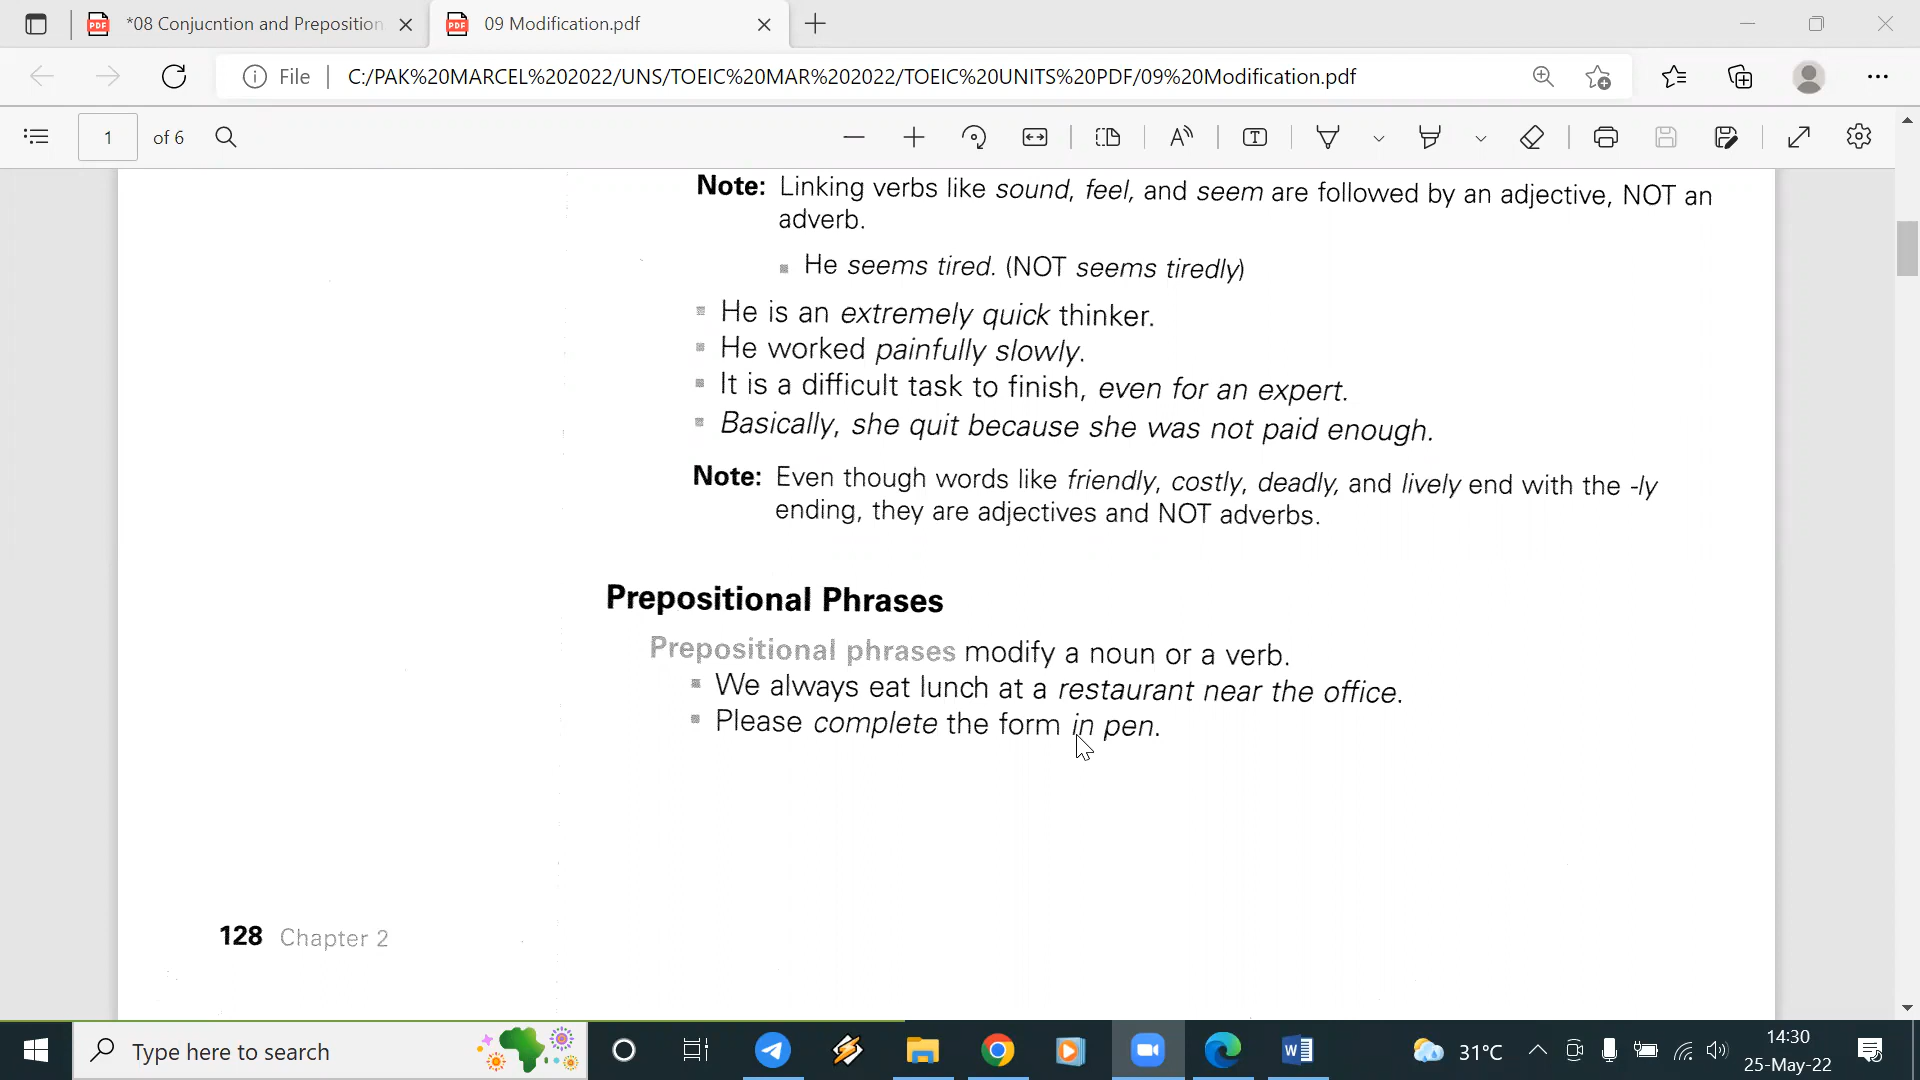 *08 Conjucntion and Preposition
09 Modification.pdf
File
C:/PAK%20MARCEL%202022/UNS/TOEIC%20MAR%202022/TOEIC%20UNITS%20PDF/09%20Modification.pdf
1 of 6
Note: Linking verbs like sound, feel, and seem are followed by an adjective, NOT an
adverb.
He seems tired. (NOT seems tiredly)
He is an extremely quick thinker.
He worked painfully slowly.
It is a difficult task to finish, even for an expert.
Basically, she quit because she was not paid enough.
Note: Even though words like friendly, costly, deadly, and lively end with the -ly
ending, they are adjectives and NOT adverbs.
Prepositional Phrases
Prepositional phrases modify a noun or a verb.
We always eat lunch at a restaurant near the office.
Please complete the form in pen.
128 Chapter 2
Type here to search
31°C
14:30
25-May-22